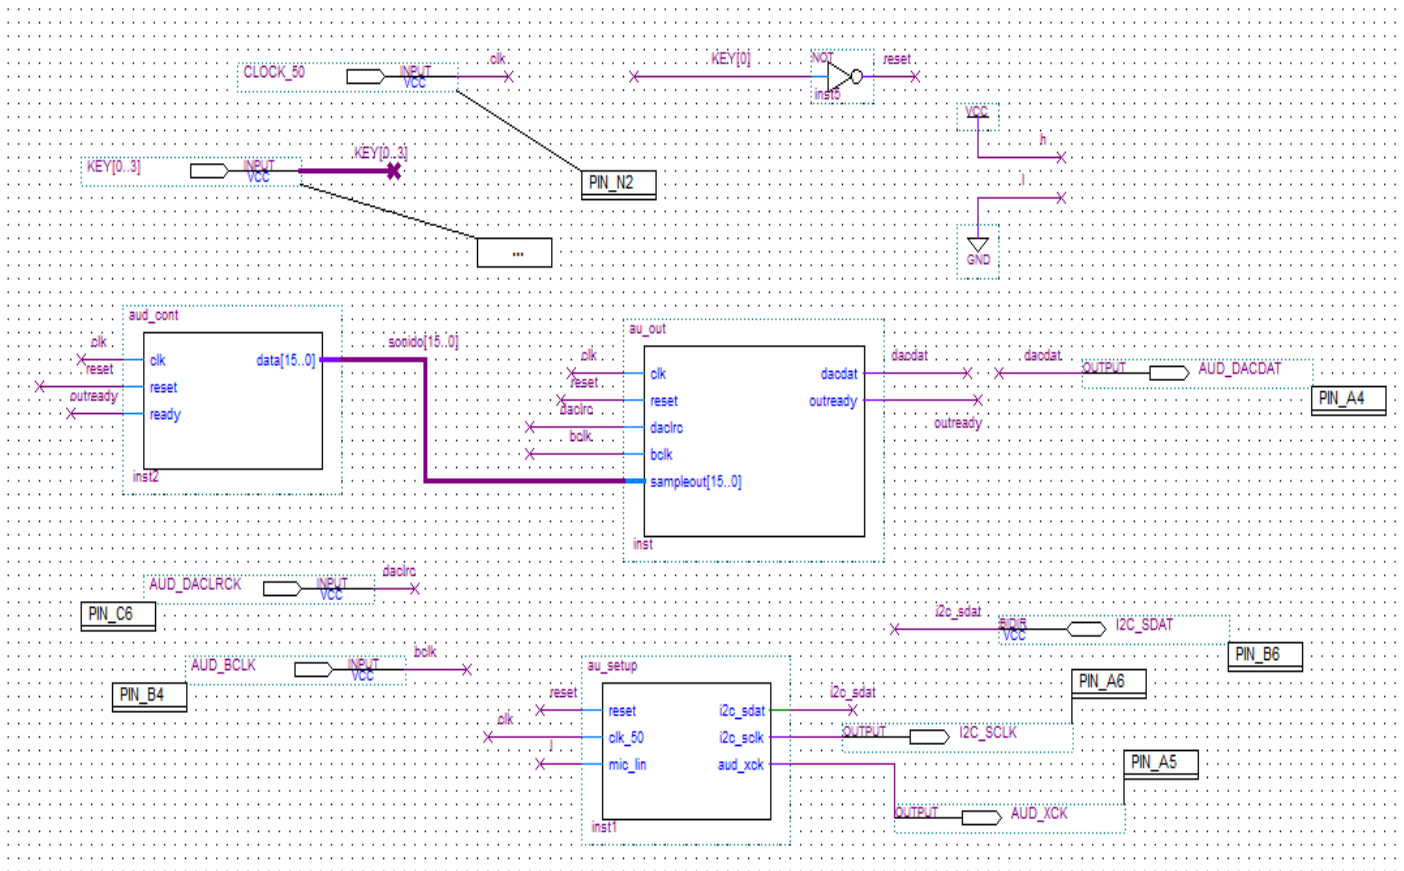 CLOCK_50
INPUT
VCC
clk
KEY[0]
NOT
reset
inst5
VCC
h
KEY[0..3]
INPUT
VCC
KEY[0..3]
PIN_N2
l
...
GND
aud_cont
clk
clk
data[15..0]
sonido[15..0]
reset
reset
outready
ready
inst2
au_out
clk
clk
dacdat
dacdat
dacdat
OUTPUT
AUD_DACDAT
PIN_A4
reset
reset
outready
outready
daclrc
daclrc
bclk
bclk
sampleout[15..0]
inst
AUD_DACLRCK
INPUT
VCC
daclrc
PIN_C6
i2c_sdat
BIDIR
VCC
I2C_SDAT
PIN_B6
AUD_BCLK
INPUT
VCC
bclk
PIN_B4
au_setup
PIN_A6
reset
reset
i2c_sdat
i2c_sdat
clk
clk_50
i2c_sclk
OUTPUT
I2C_SCLK
l
mic_lin
aud_xck
PIN_A5
OUTPUT
AUD_XCK
inst1